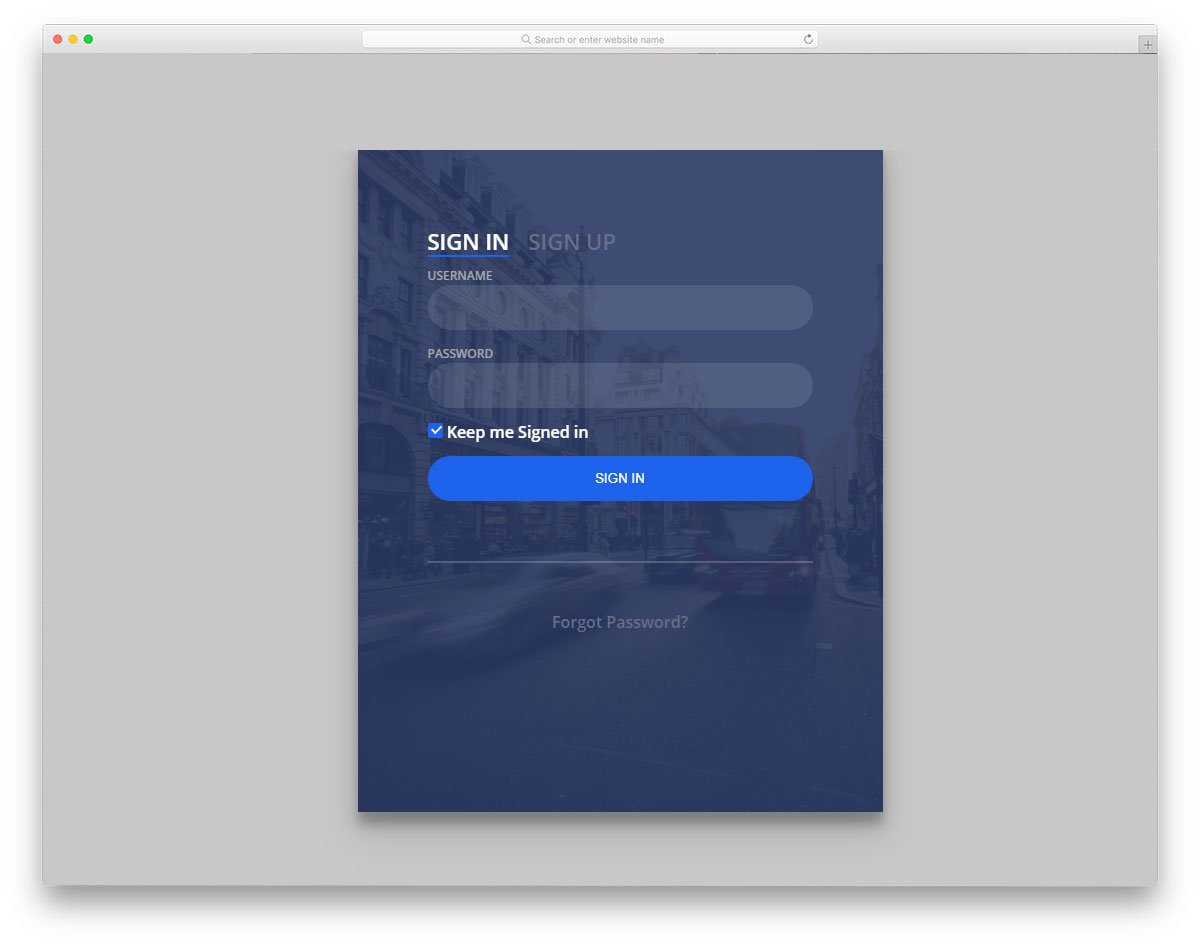 Search or enter website name
SIGN IN SIGN UP
USERNAME
PASSWORD
Keep me Signed in
SIGN IN
Forgot Password?